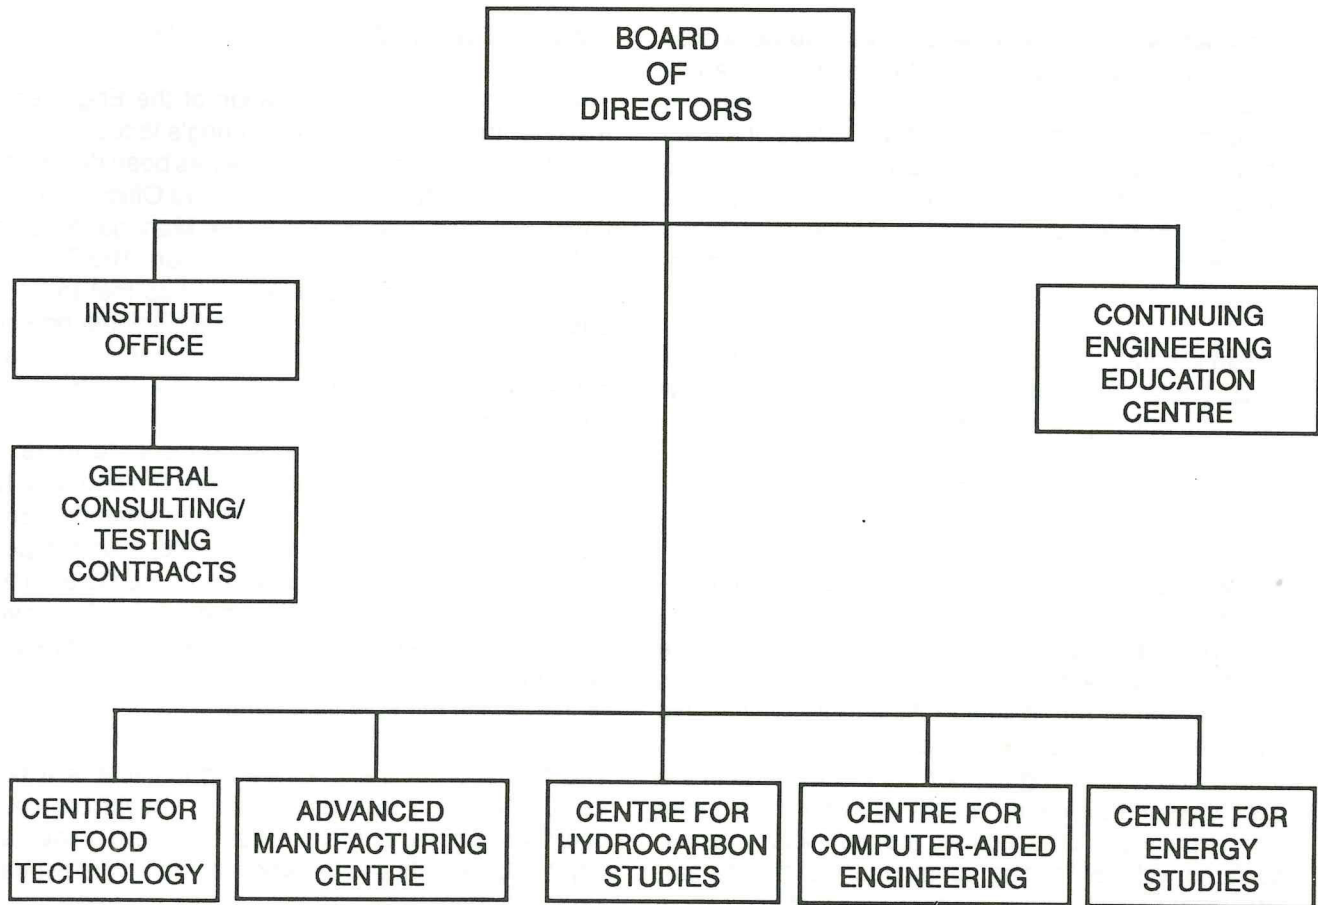 BOARD
OF
DIRECTORS
INSTITUTE
OFFICE
CONTINUING
ENGINEERING
EDUCATION
CENTRE
GENERAL
CONSULTING/
TESTING
CONTRACTS
CENTRE FOR
FOOD
TECHNOLOGY
ADVANCED
MANUFACTURING
CENTRE
CENTRE FOR
HYDROCARBON
STUDIES
CENTRE FOR
COMPUTER-AIDED
ENGINEERING
CENTRE FOR
ENERGY
STUDIES